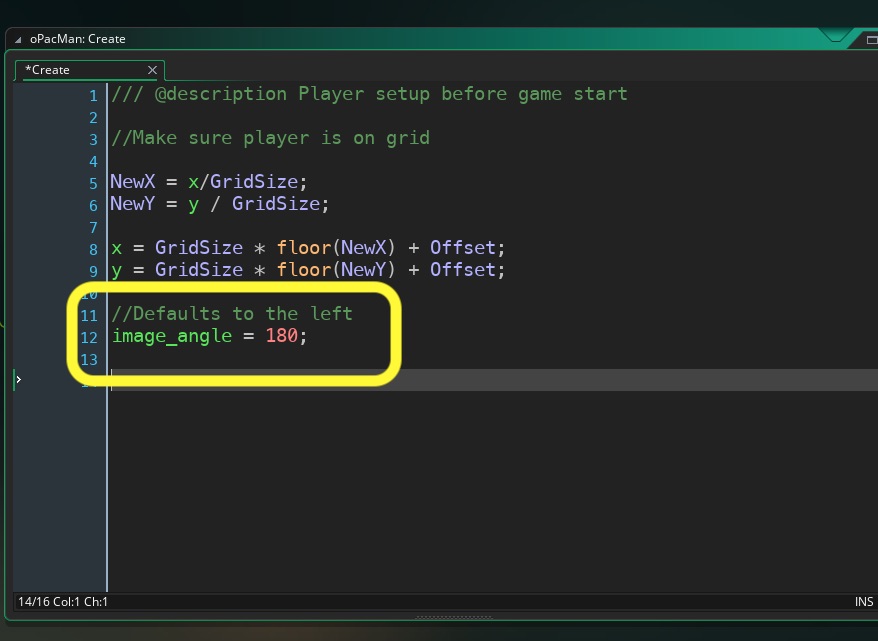 oPacMan: Create
*Create
1 /// @description Player setup before game start
2
3 //Make sure player is on grid
4
5 NewX = x/GridSize;
6 NewY = y / GridSize;
7
8 x = GridSize * floor(NewX) + Offset;
9 y = GridSize * floor(NewY) + Offset;
10
11 //Defaults to the left
12 image_angle = 180;
13
14/16 Col:1 Ch:1 INS